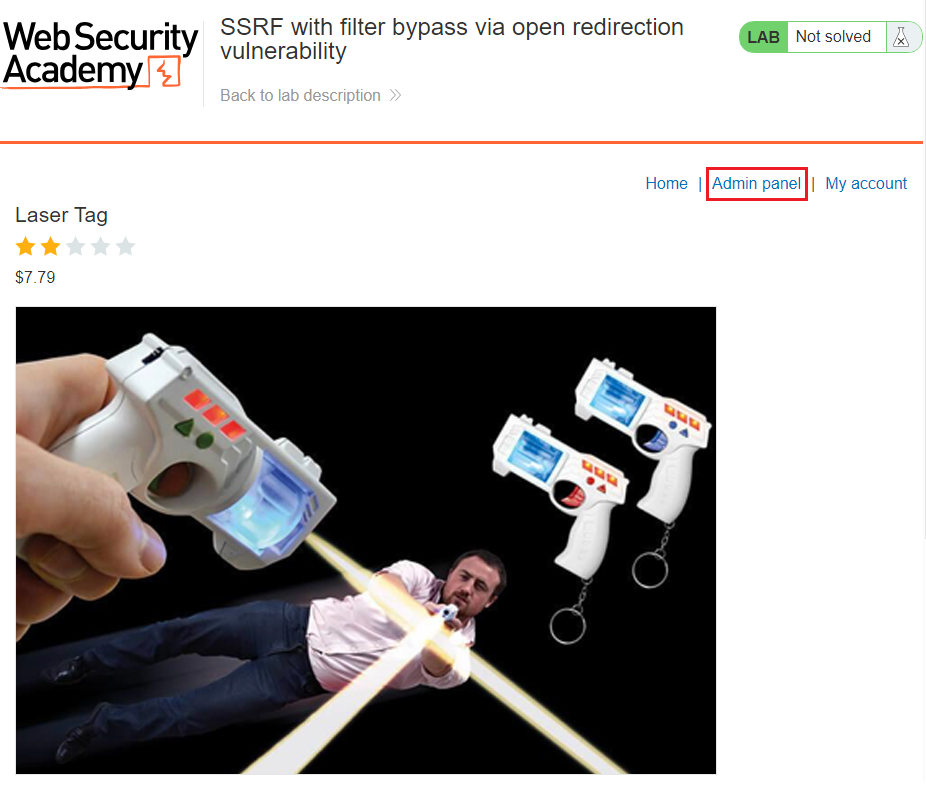 Web Security
Academy
SSRF with filter bypass via open redirection
vulnerability
Back to lab description
LAB Not solved
Home | Admin panel | My account
Laser Tag
$7.79